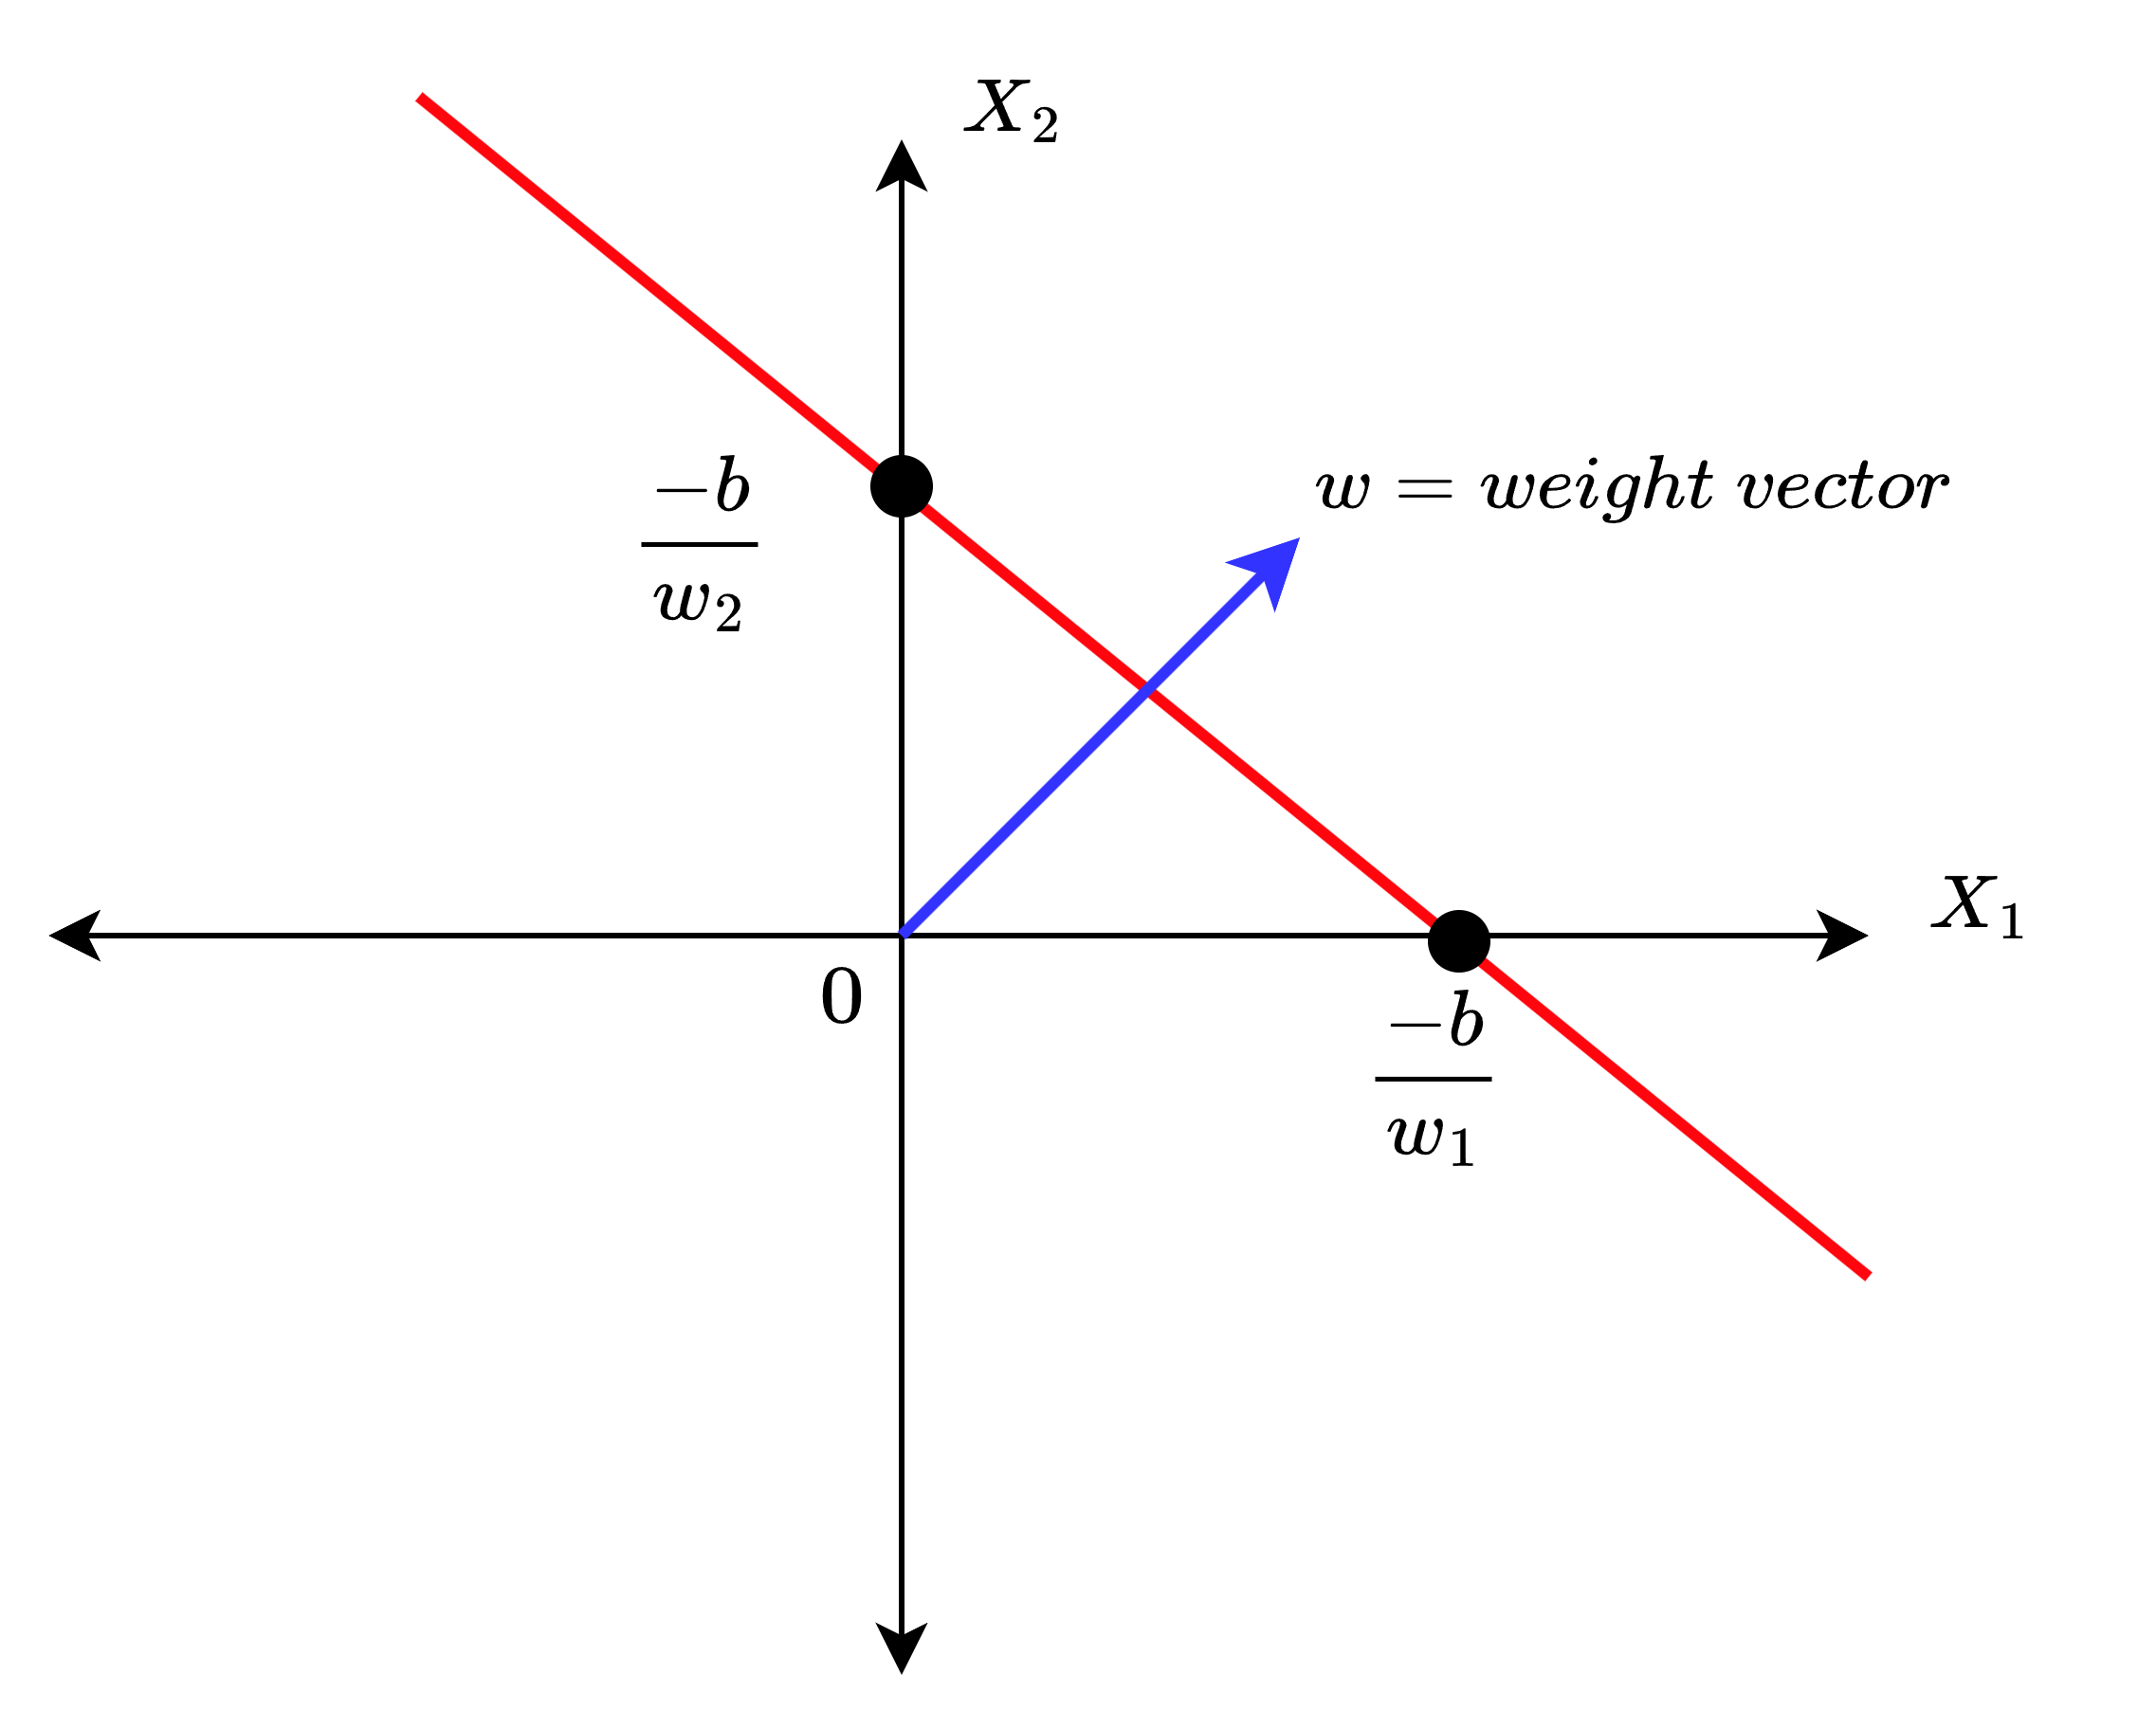 X₂
w = weight vector
−b
w₂
X₁
0
−b
w₁